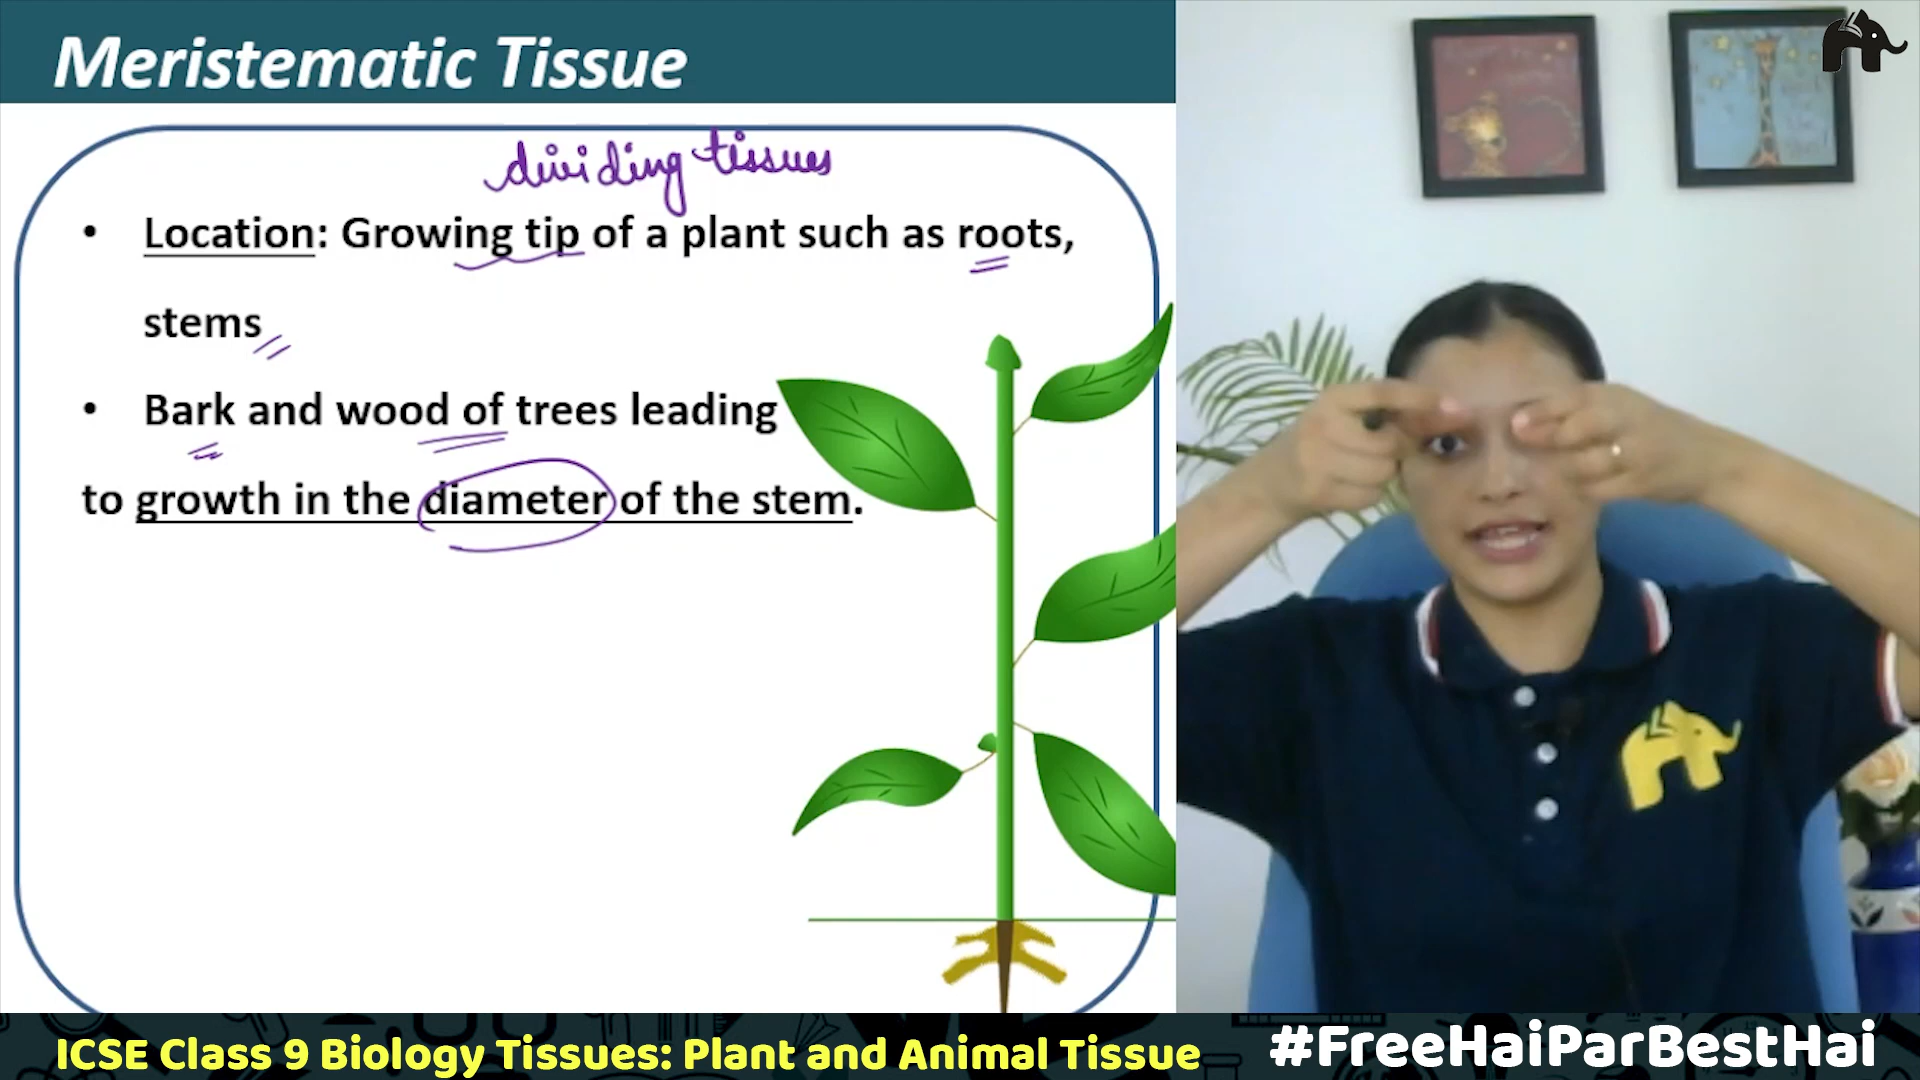 Meristematic Tissue
dividing tissues
• Location: Growing tip of a plant such as roots,
stems
• Bark and wood of trees leading
to growth in the diameter of the stem.
ICSE Class 9 Biology Tissues: Plant and Animal Tissue
#FreeHaiParBestHai